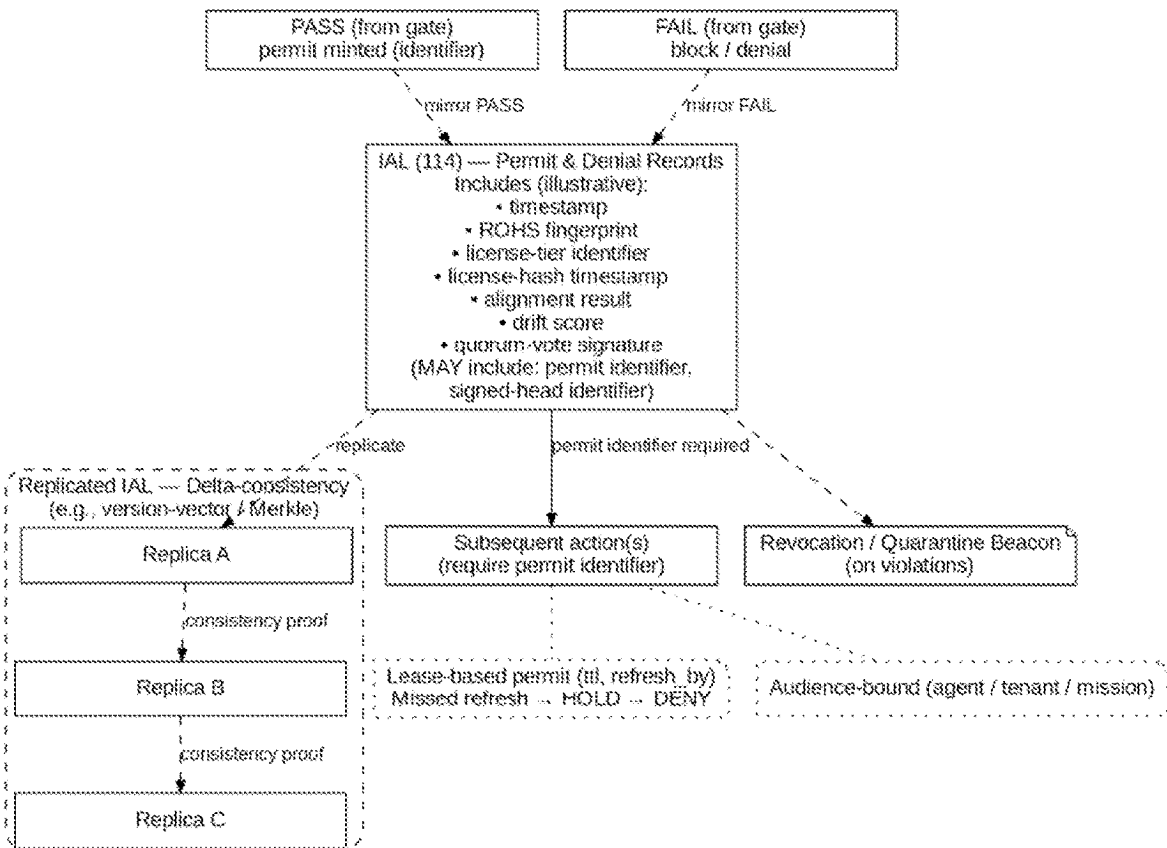 PASS (from gate)
permit minted (identifier)
FAIL (from gate)
block / denial
mirror PASS
mirror FAIL
IAL (114) — Permit & Denial Records
Includes (illustrative):
• timestamp
• ROHS fingerprint
• license-tier identifier
• license-hash timestamp
• alignment result
• drift score
• quorum-vote signature
(MAY include: permit identifier,
signed-head identifier)
replicate
permit identifier required
Replicated IAL — Delta-consistency
(e.g., version-vector / Merkle)
Replica A
Subsequent action(s)
(require permit identifier)
Revocation / Quarantine Beacon
(on violations)
consistency proof
Replica B
Lease-based permit (ttl, refresh_by)
Missed refresh → HOLD → DENY
Audience-bound (agent / tenant / mission)
consistency proof
Replica C